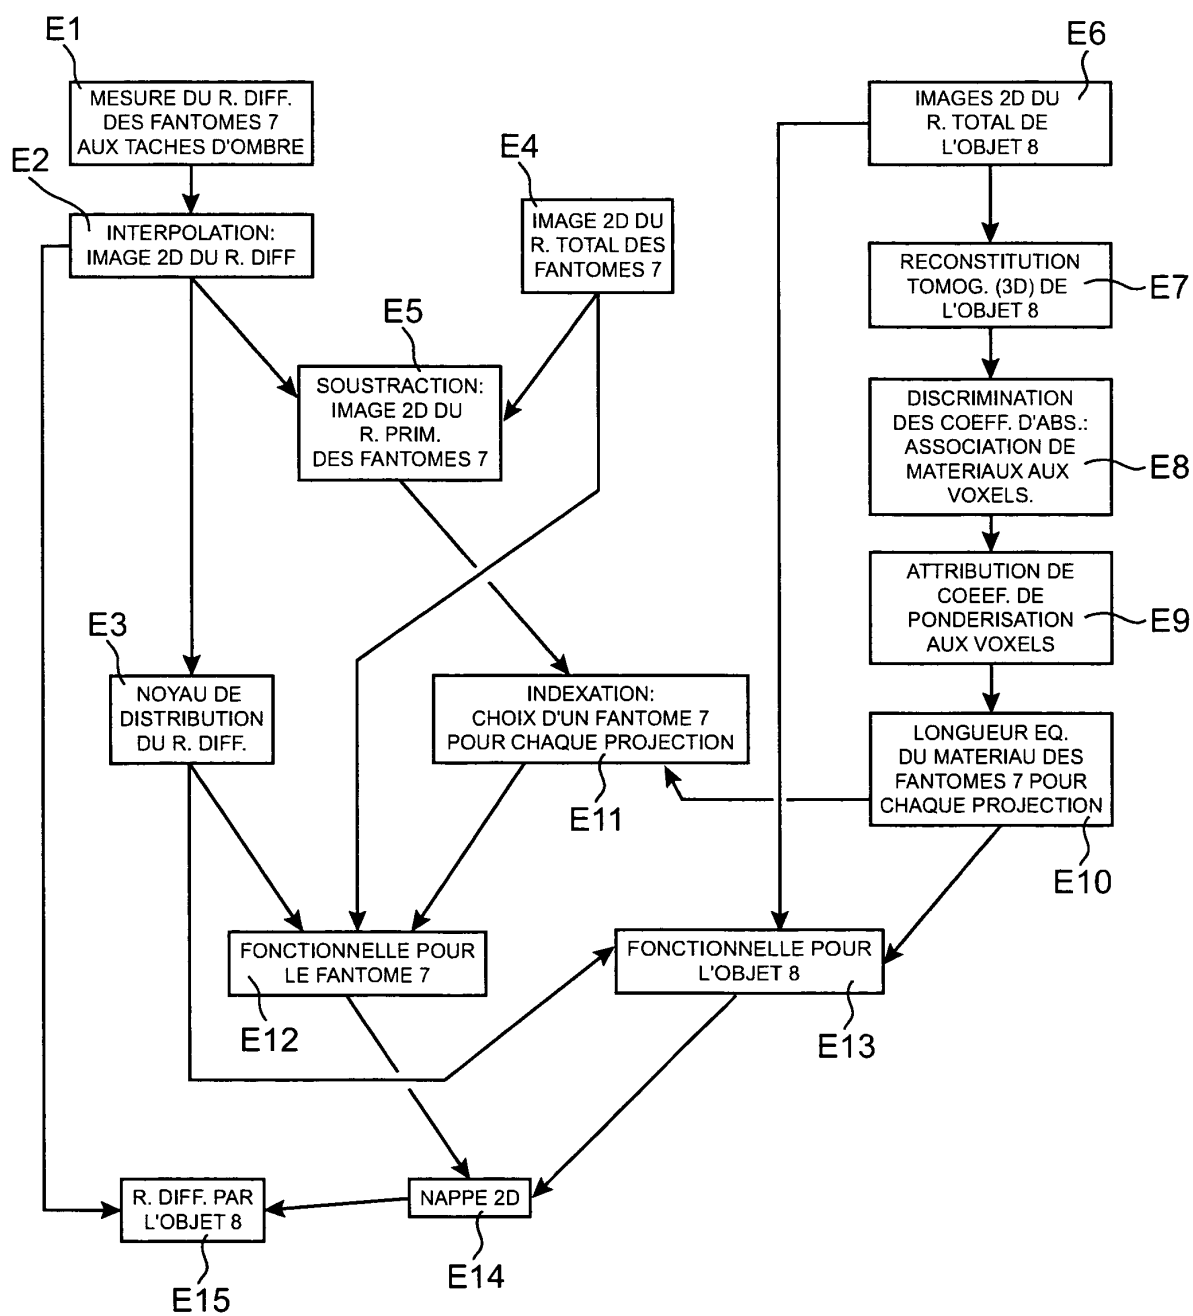 E1
MESURE DU R. DIFF.
DES FANTOMES 7
AUX TACHES D'OMBRE
E2
INTERPOLATION:
IMAGE 2D DU R. DIFF
E4
IMAGE 2D DU
R. TOTAL DES
FANTOMES 7
E5
SOUSTRACTION:
IMAGE 2D DU
R. PRIM.
DES FANTOMES 7
E6
IMAGES 2D DU
R. TOTAL DE
L'OBJET 8
RECONSTITUTION
TOMOG. (3D) DE
L'OBJET 8
E7
DISCRIMINATION
DES COEFF. D'ABS.:
ASSOCIATION DE
MATERIAUX AUX
VOXELS.
E8
ATTRIBUTION DE
COEEF. DE
PONDERISATION
AUX VOXELS
E9
E3
NOYAU DE
DISTRIBUTION
DU R. DIFF.
INDEXATION:
CHOIX D'UN FANTOME 7
POUR CHAQUE PROJECTION
E11
LONGUEUR EQ.
DU MATERIAU DES
FANTOMES 7 POUR
CHAQUE PROJECTION
E10
FONCTIONNELLE POUR
LE FANTOME 7
E12
FONCTIONNELLE POUR
L'OBJET 8
E13
R. DIFF. PAR
L'OBJET 8
E15
NAPPE 2D
E14